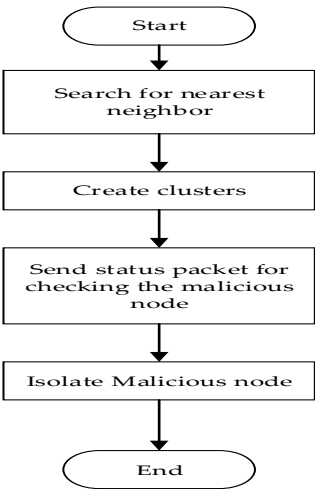 Start
Search for nearest
neighbor
Create clusters
Send status packet for
checking the malicious
node
Isolate Malicious node
End